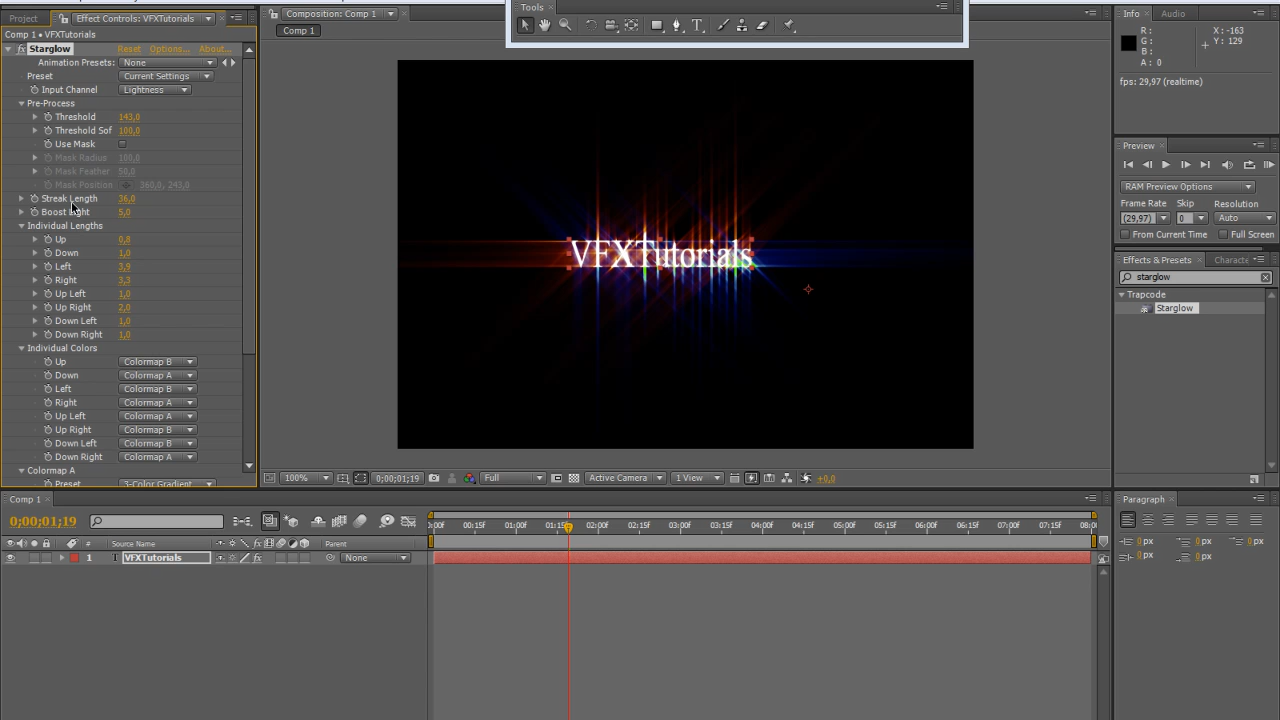 Project
Effect Controls: VFXTutorials
Comp 1 • VFXTutorials
Starglow Reset Options... About...
Animation Presets: None
Preset Current Settings
Input Channel Lightness
Pre-Process
Threshold 143,0
Threshold Sof 100,0
Use Mask
Mask Radius 100,0
Mask Feather 50,0
Mask Position 360,0, 243,0
Streak Length 36,0
Boost Light 5,0
Individual Lengths
Up 0,8
Down 1,0
Left 3,9
Right 3,3
Up Left 1,0
Up Right 2,0
Down Left 1,0
Down Right 1,0
Individual Colors
Up Colormap B
Down Colormap A
Left Colormap B
Right Colormap A
Up Left Colormap A
Up Right Colormap B
Down Left Colormap B
Down Right Colormap A
Colormap A
Preset 3-Color Gradient
Composition: Comp 1
Comp 1
Tools
VFXTutorials
100% 0;00;01;19 Full Active Camera 1 View +0,0
Info Audio
R: X: -163
G: Y: 129
B:
A: 0
fps: 29,97 (realtime)
Preview
RAM Preview Options
Frame Rate Skip Resolution
(29,97) 0 Auto
From Current Time Full Screen
Effects & Presets Characte
starglow
Trapcode
Starglow
Comp 1
0;00;01;19
# Source Name Parent
1 T VFXTutorials None
0:00F 00:15F 01:00F 01:15F 02:00F 02:15F 03:00F 03:15F 04:00F 04:15F 05:00F 05:15F 06:00F 06:15F 07:00F 07:15F 08:0
Paragraph
0 px 0 px 0 px
0 px 0 px